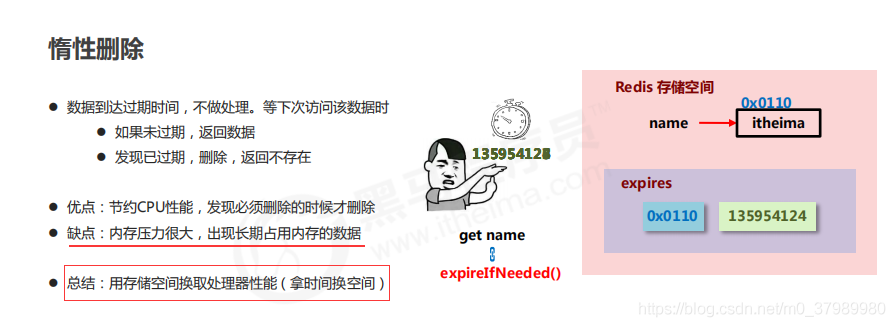 惰性删除
● 数据到达过期时间，不做处理。等下次访问该数据时
● 如果未过期，返回数据
● 发现已过期，删除，返回不存在
● 优点：节约CPU性能，发现必须删除的时候才删除
● 缺点：内存压力很大，出现长期占用内存的数据
● 总结：用存储空间换取处理器性能（拿时间换空间）
get name
expireIfNeeded()
Redis 存储空间
0x0110
name
itheima
expires
0x0110
135954124
www.itheima.com
https://blog.csdn.net/m0_37989980